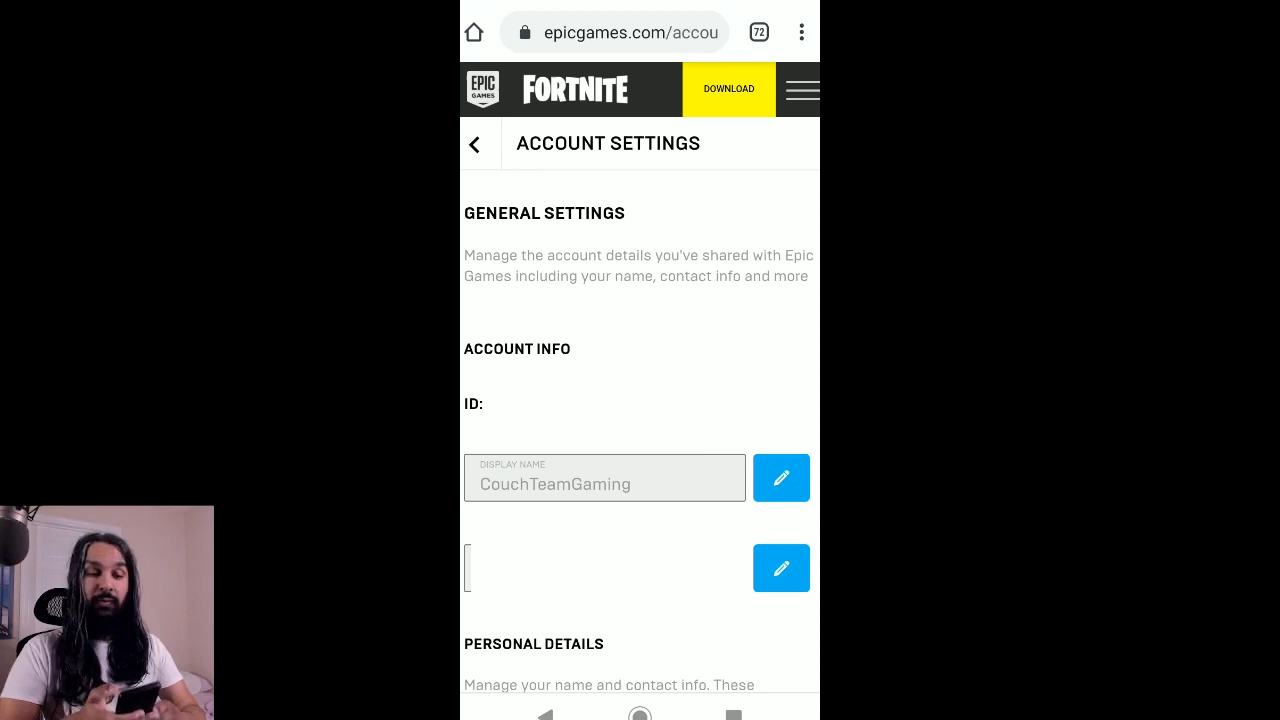 epicgames.com/accou
72
EPIC
GAMES
FORTNITE
DOWNLOAD
ACCOUNT SETTINGS
GENERAL SETTINGS
Manage the account details you've shared with Epic
Games including your name, contact info and more
ACCOUNT INFO
ID:
DISPLAY NAME
CouchTeamGaming
PERSONAL DETAILS
Manage your name and contact info. These